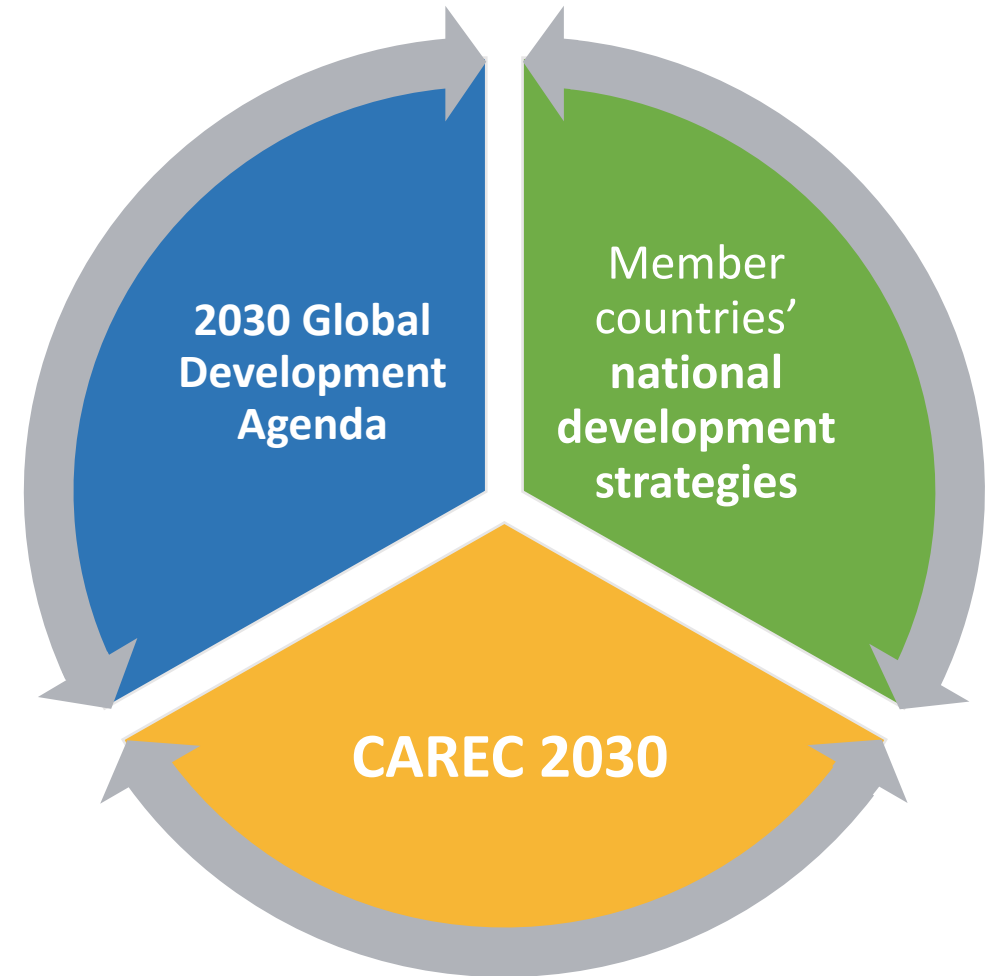 2030 Global
Development
Agenda
Member
countries’
national
development
strategies
CAREC 2030